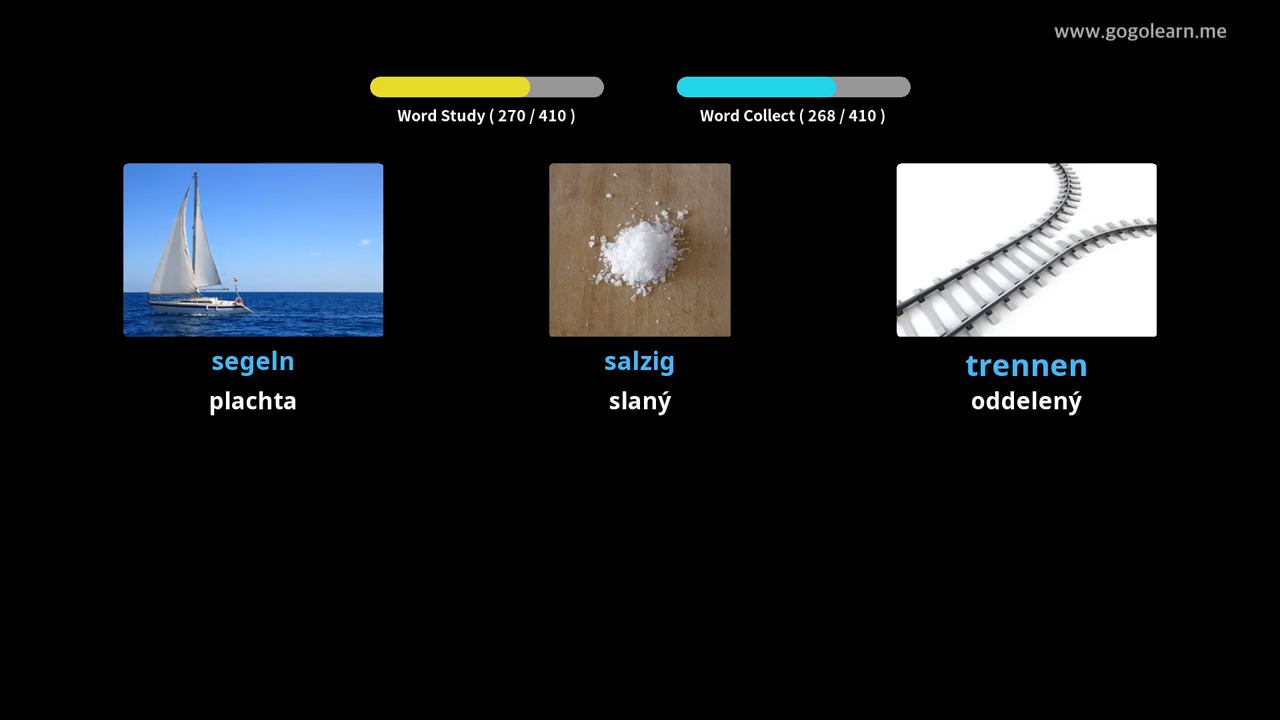 www.gogolearn.me
Word Study ( 270 / 410 )
Word Collect ( 268 / 410 )
segeln
plachta
salzig
slaný
trennen
oddelený